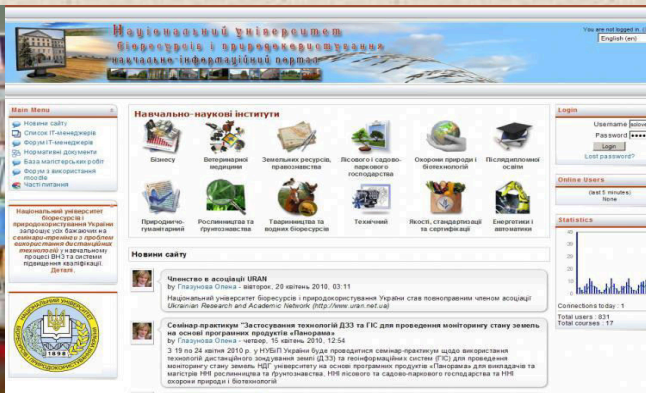 Національний університет
біоресурсів і природокористування
навчально-інформаційний портал
You are not logged in. (
English (en)
Main Menu
Новини сайту
Список ІТ-менеджерів
Форум ІТ-менеджерів
Нормативні документи
База магістерських робіт
Форум з використання moodle
Часті питання
Національний університет
біоресурсів і
природокористування України
запрошує усіх бажаючих на
семінари-тренінги з проблем
використання дистанційних
технологій у навчальному
процесі ВНЗ та системи
підвищення кваліфікації.
Деталі.
1898
Навчально-наукові інститути
Бізнесу
Ветеринарної медицини
Земельних ресурсів, правознавства
Лісового і садово-паркового господарства
Охорони природи і біотехнологій
Післядипломної освіти
Природничо-гуманітарний
Рослинництва та ґрунтознавства
Тваринництва та водних біоресурсів
Технічний
Якості, стандартизації та сертифікації
Енергетики і автоматики
Новини сайту
Членство в асоціації URAN
by Глазунова Олена - вівторок, 20 квітень 2010, 03:11
Національний університет біоресурсів і природокористування України став повноправним членом асоціації
Ukrainian Research and Academic Network (http://www.uran.net.ua)
Семінар-практикум "Застосування технологій ДЗЗ та ГІС для проведення моніторингу стану земель
на основі програмних продуктів «Панорама»
by Глазунова Олена - четвер, 15 квітень 2010, 12:54
З 19 по 24 квітня 2010 р. у НУБіП України буде проводитися семінар-практикум щодо використання
технологій дистанційного зондування землі (ДЗЗ) та геоінформаційних систем (ГІС) для проведення
моніторингу стану земель НДГ університету на основі програмних продуктів «Панорама» для викладачів та
магістрів ННІ рослинництва та ґрунтознавства, ННІ лісового та садово-паркового господарства та ННІ
охорони природи і біотехнологій
Login
Username
Password
Login
Lost password?
Online Users
(last 5 minutes)
None
Statistics
40
30
20
10
Connections today : 1
Total users : 831
Total courses : 17